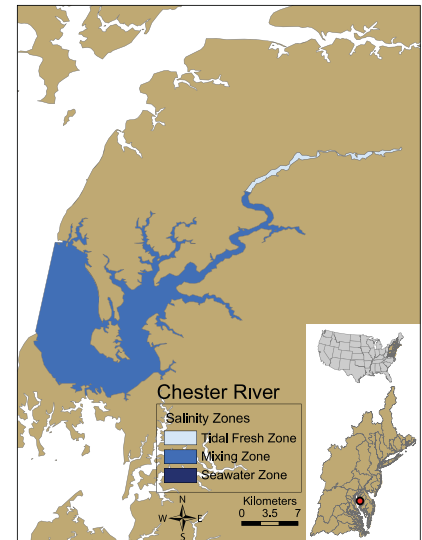 Chester River
Salinity Zones
Tidal Fresh Zone
Mixing Zone
Seawater Zone
N
W E
S
Kilometers
0 3.5 7